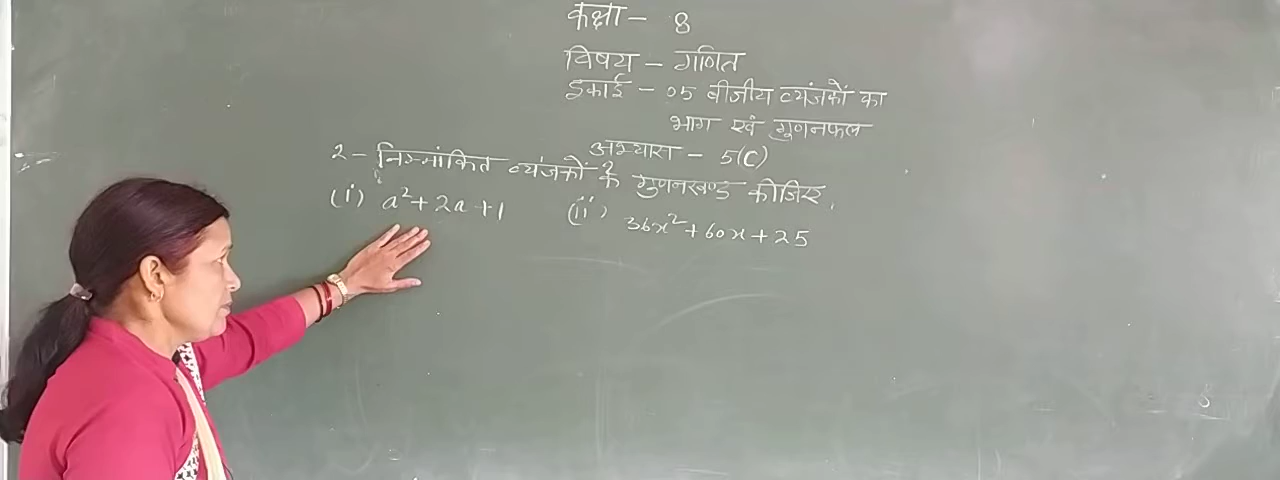 कक्षा - 8
विषय - गणित
इकाई - 05 बीजीय व्यंजकों का
भाग एवं गुणनफल
अभ्यास - 5(C)
2- निम्नांकित व्यंजकों के गुणनखण्ड कीजिए.
(i) a²+2a+1 (ii) 36x²+60x+25